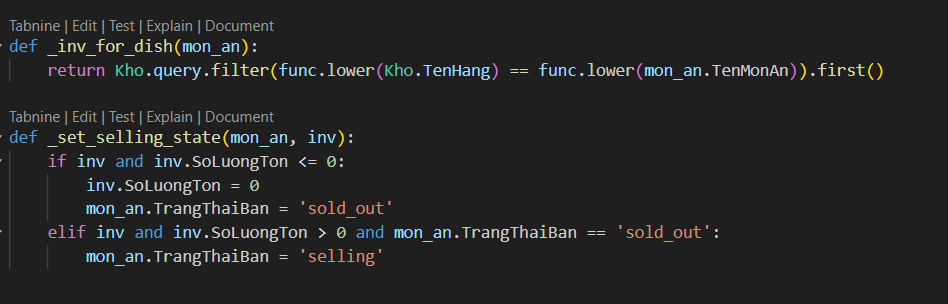 Tabnine | Edit | Test | Explain | Document
def _inv_for_dish(mon_an):
    return Kho.query.filter(func.lower(Kho.TenHang) == func.lower(mon_an.TenMonAn)).first()
Tabnine | Edit | Test | Explain | Document
def _set_selling_state(mon_an, inv):
    if inv and inv.SoLuongTon <= 0:
        inv.SoLuongTon = 0
        mon_an.TrangThaiBan = 'sold_out'
    elif inv and inv.SoLuongTon > 0 and mon_an.TrangThaiBan == 'sold_out':
        mon_an.TrangThaiBan = 'selling'